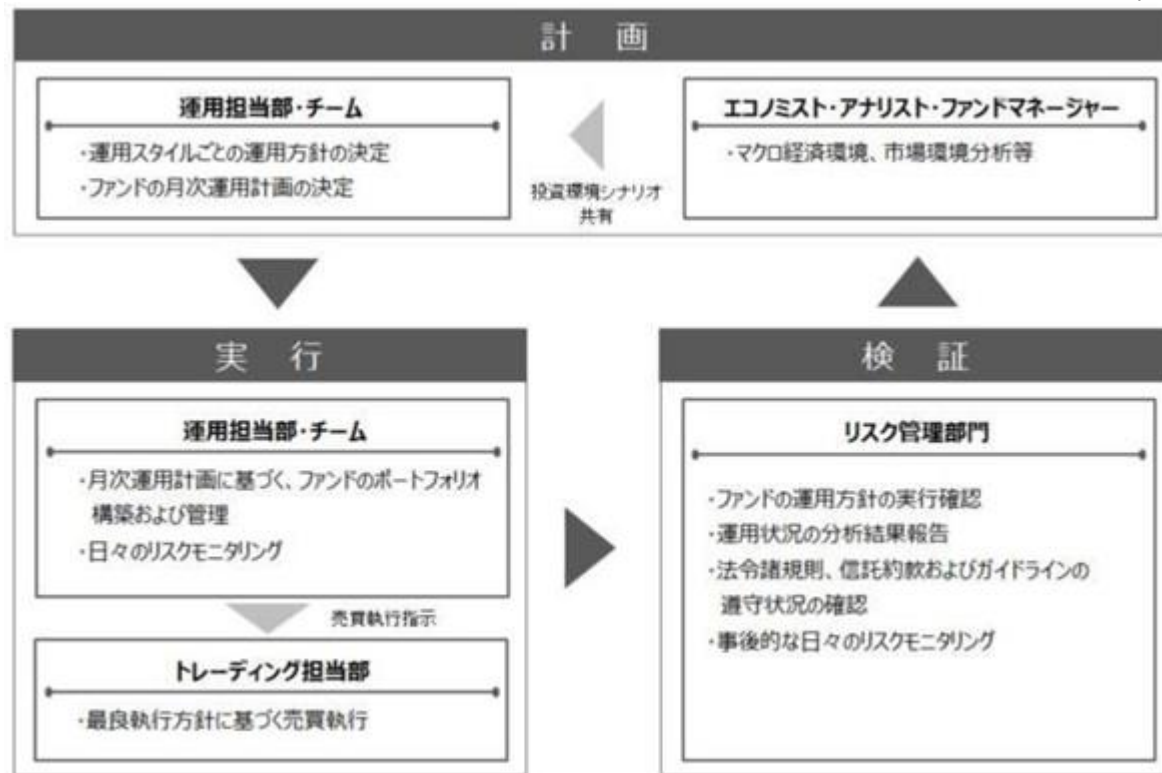 計 画
運用担当部・チーム
・運用スタイルごとの運用方針の決定
・ファンドの月次運用計画の決定
投資環境シナリオ
共有
エコノミスト・アナリスト・ファンドマネージャー
・マクロ経済環境、市場環境分析等
実 行
運用担当部・チーム
・月次運用計画に基づく、ファンドのポートフォリオ
構築および管理
・日々のリスクモニタリング
売買執行指示
トレーディング担当部
・最良執行方針に基づく売買執行
検 証
リスク管理部門
・ファンドの運用方針の実行確認
・運用状況の分析結果報告
・法令諸規則、信託約款およびガイドラインの
遵守状況の確認
・事後的な日々のリスクモニタリング